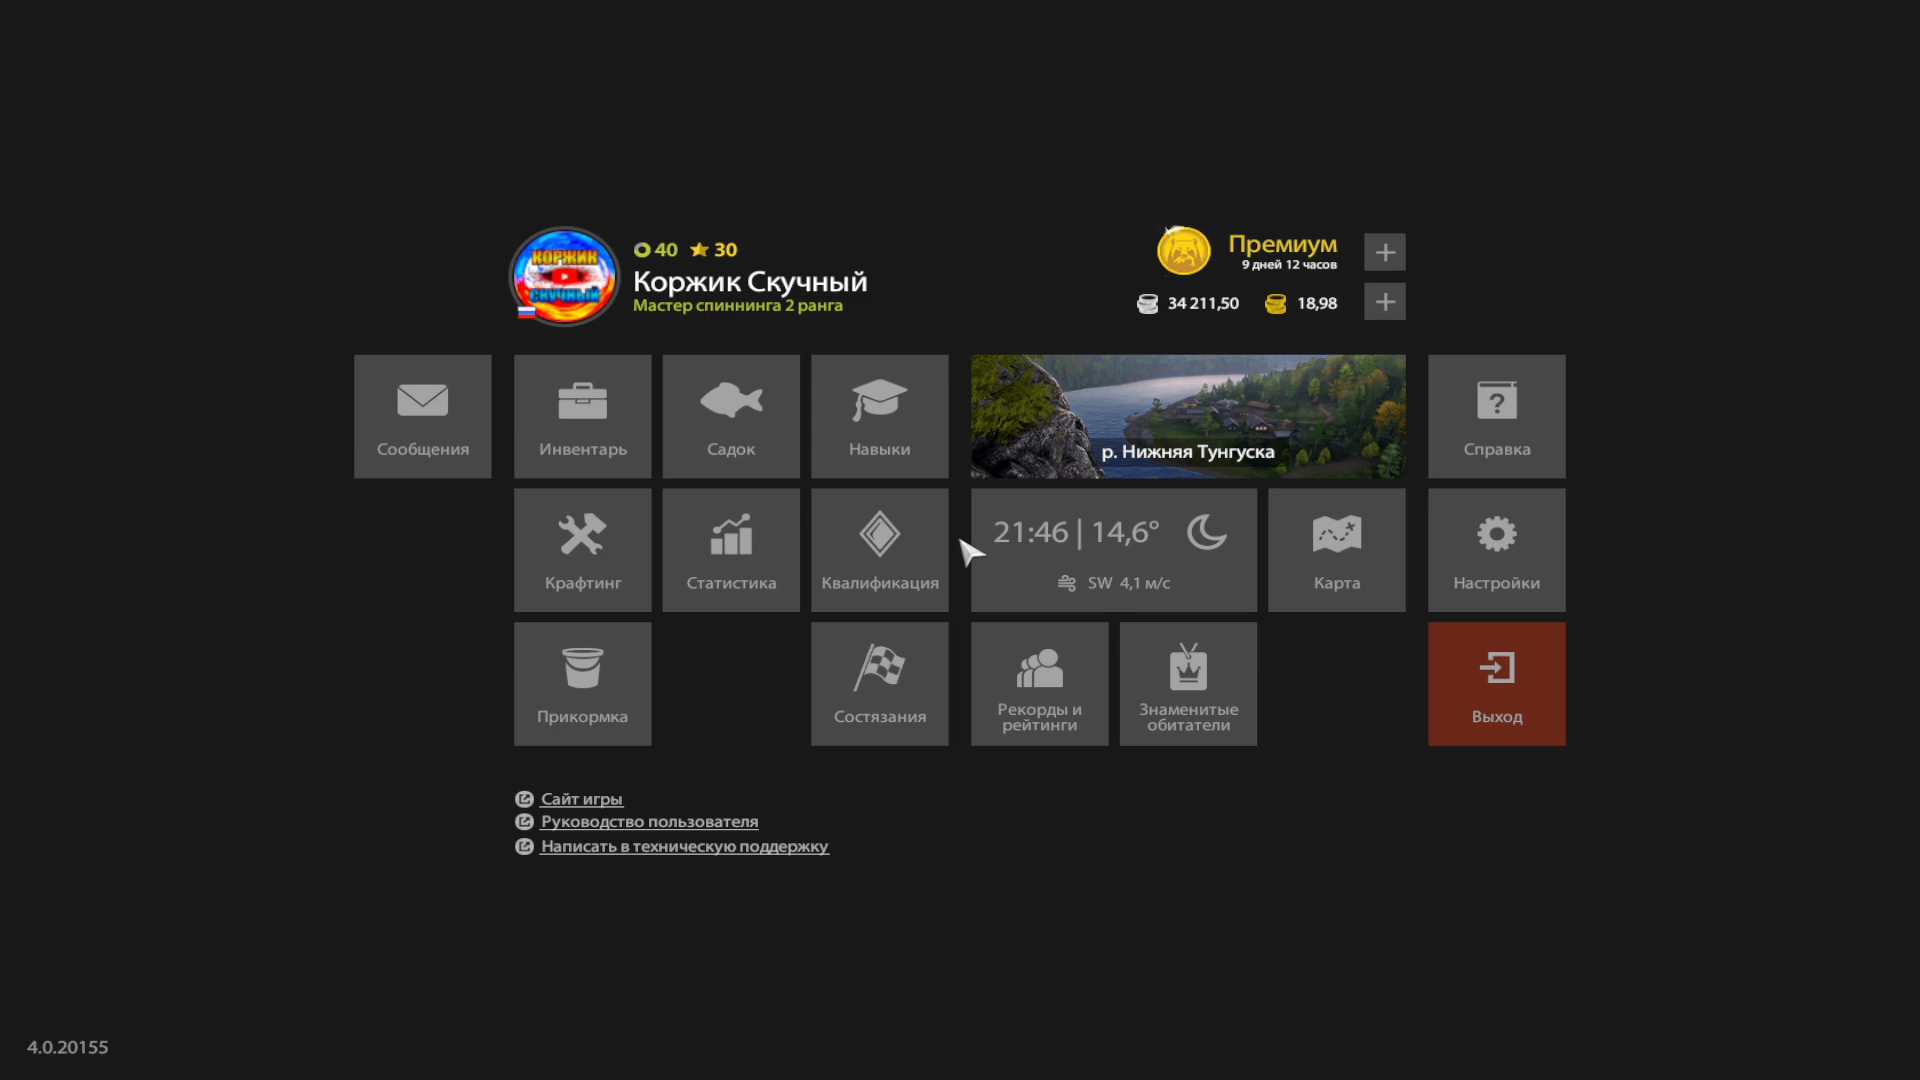 КОРЖИК
СКУЧНЫЙ
40 30
Коржик Скучный
Мастер спиннинга 2 ранга
Премиум
9 дней 12 часов
34 211,50 18,98
Сообщения
Инвентарь
Садок
Навыки
р. Нижняя Тунгуска
Справка
Крафтинг
Статистика
Квалификация
21:46 | 14,6°
SW 4,1 м/с
Карта
Настройки
Прикормка
Состязания
Рекорды и
рейтинги
Знаменитые
обитатели
Выход
Сайт игры
Руководство пользователя
Написать в техническую поддержку
4.0.20155